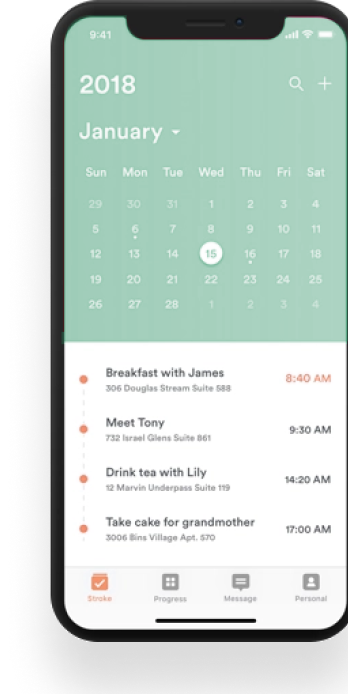 9:41
2018
January
Sun Mon Tue Wed Thu Fri Sat
29 30 31 1 2 3 4
5 6 7 8 9 10 11
12 13 14 15 16 17 18
19 20 21 22 23 24 25
26 27 28 1 2 3 4
Breakfast with James 8:40 AM
306 Douglas Stream Suite 588
Meet Tony 9:30 AM
732 Israel Glens Suite 861
Drink tea with Lily 14:20 AM
12 Marvin Underpass Suite 119
Take cake for grandmother 17:00 AM
3006 Bins Village Apt. 570
Stroke Progress Message Personal